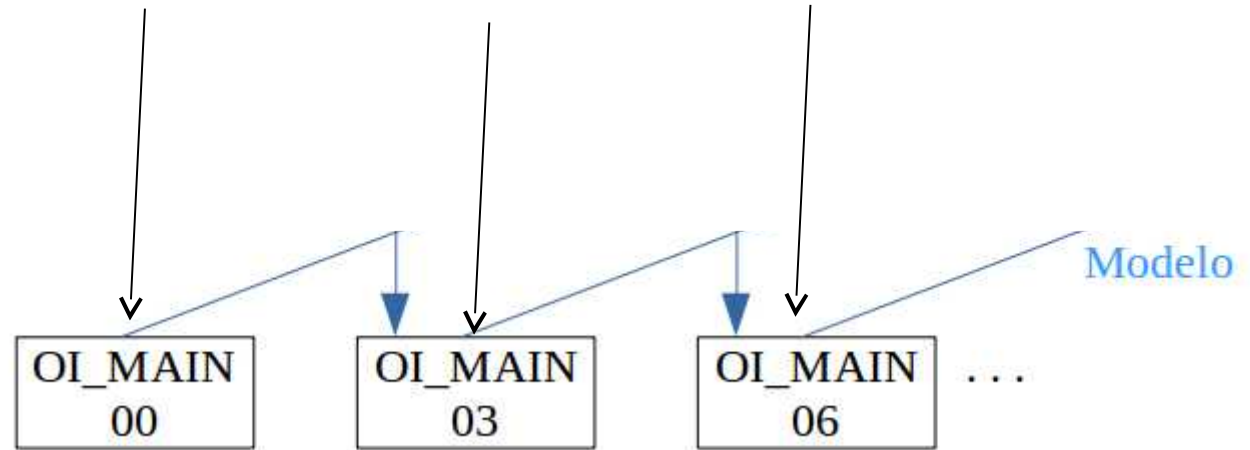 Modelo
OI_MAIN
00
OI_MAIN
03
OI_MAIN
06
. . .